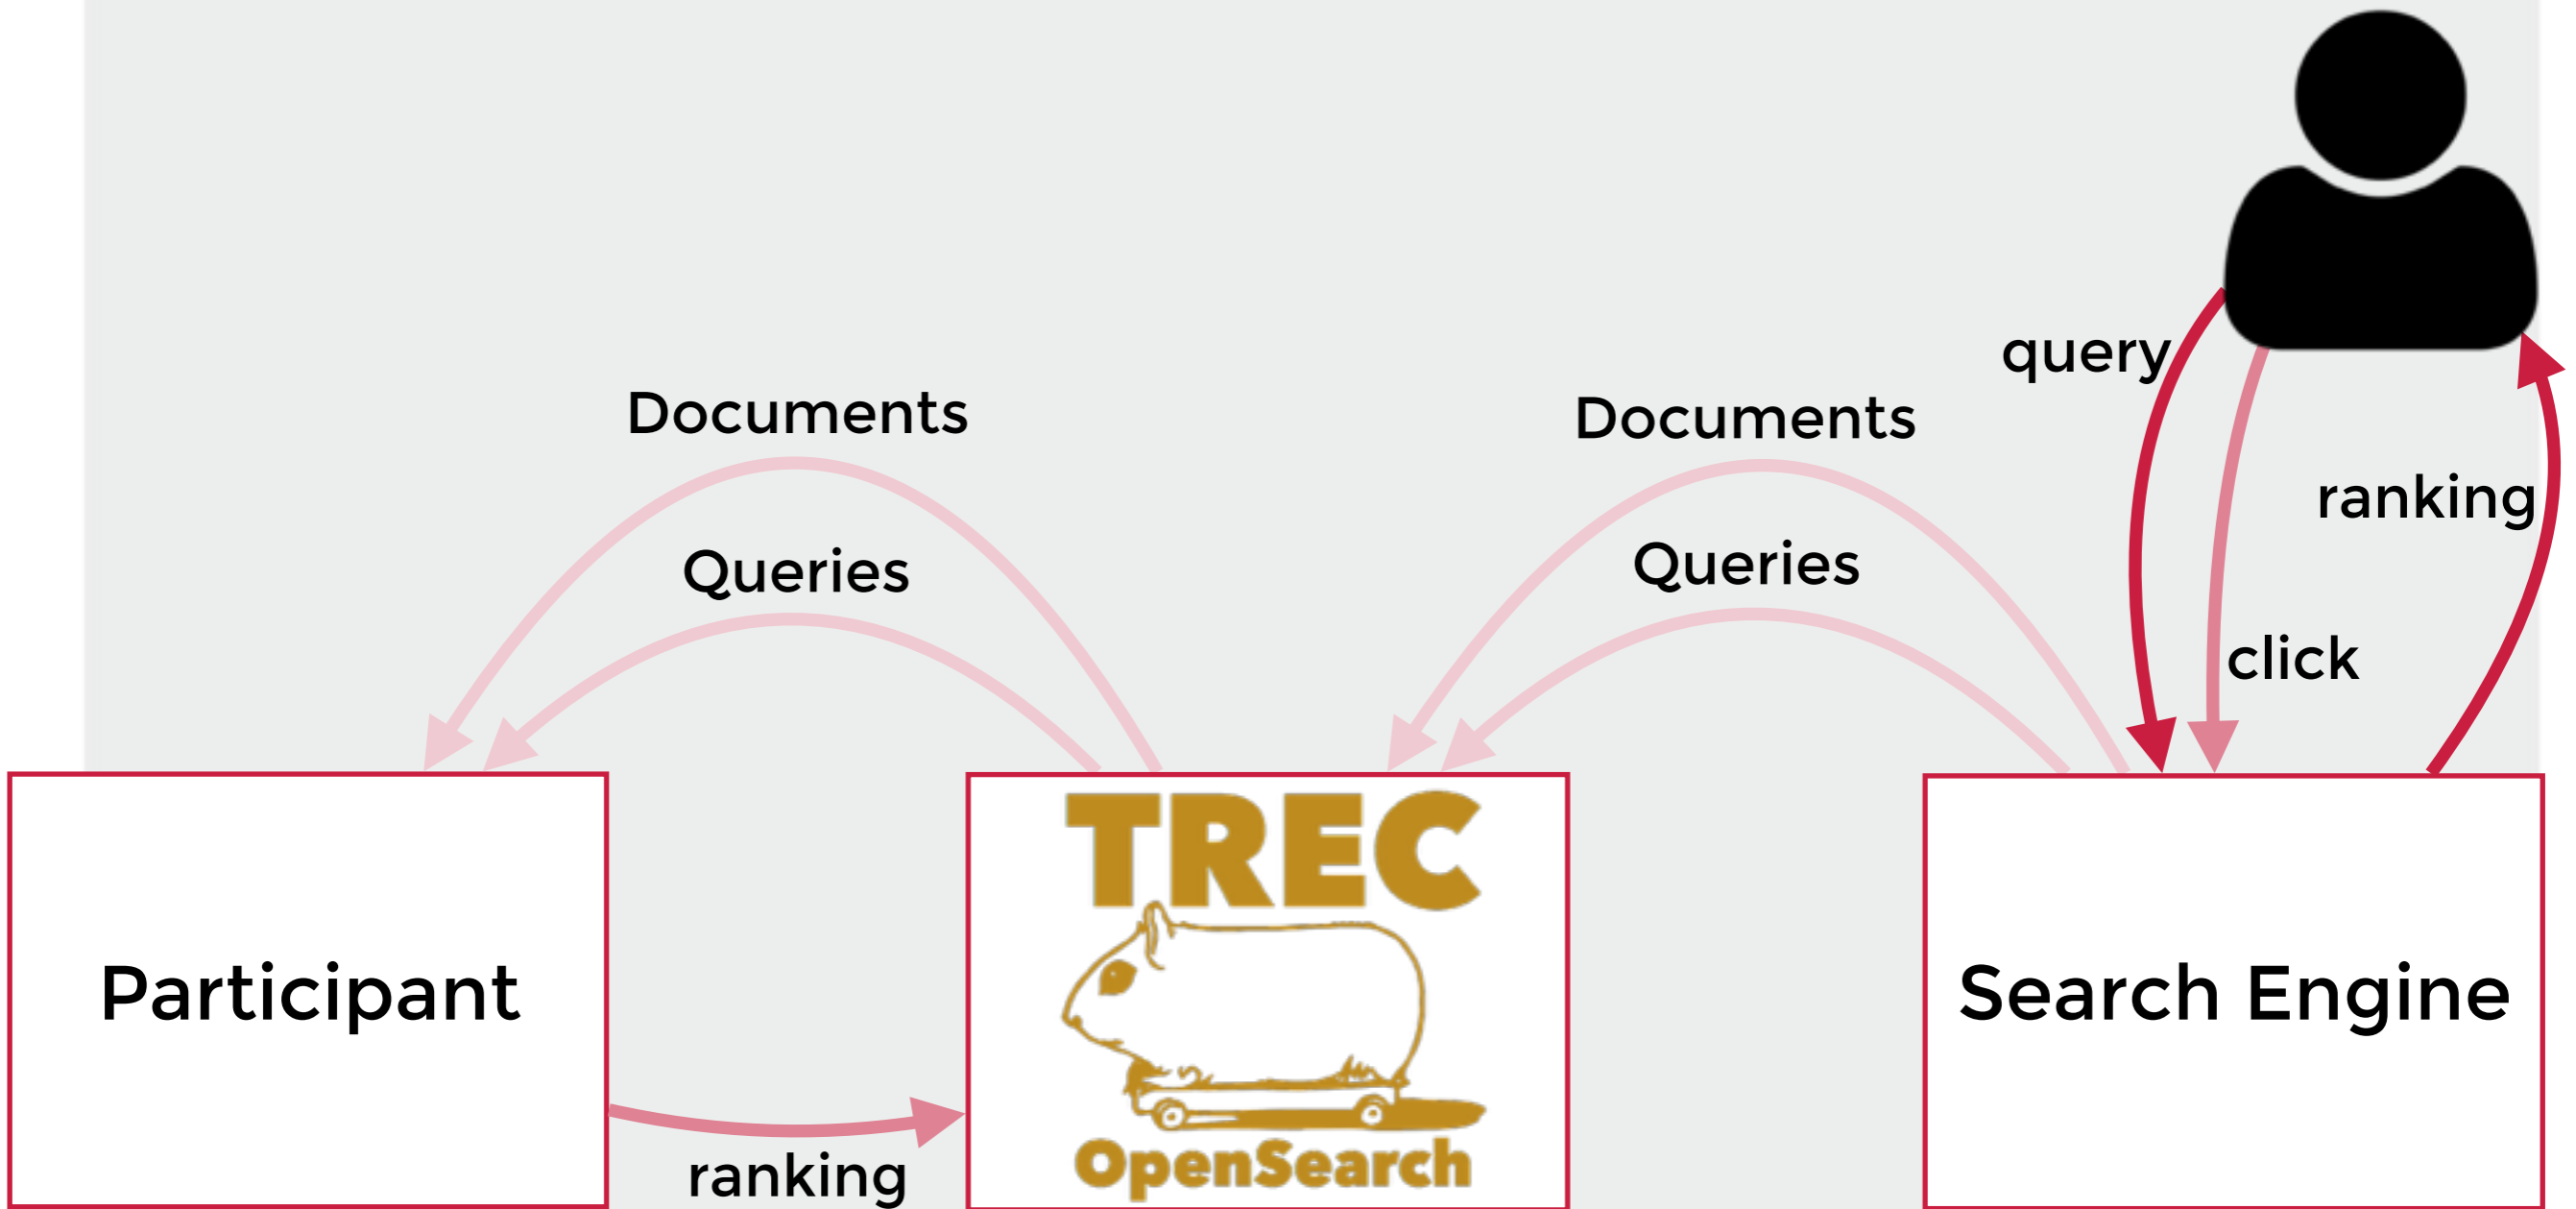 query
Documents
Documents
ranking
Queries
Queries
click
TREC
Participant
Search Engine
OpenSearch
ranking